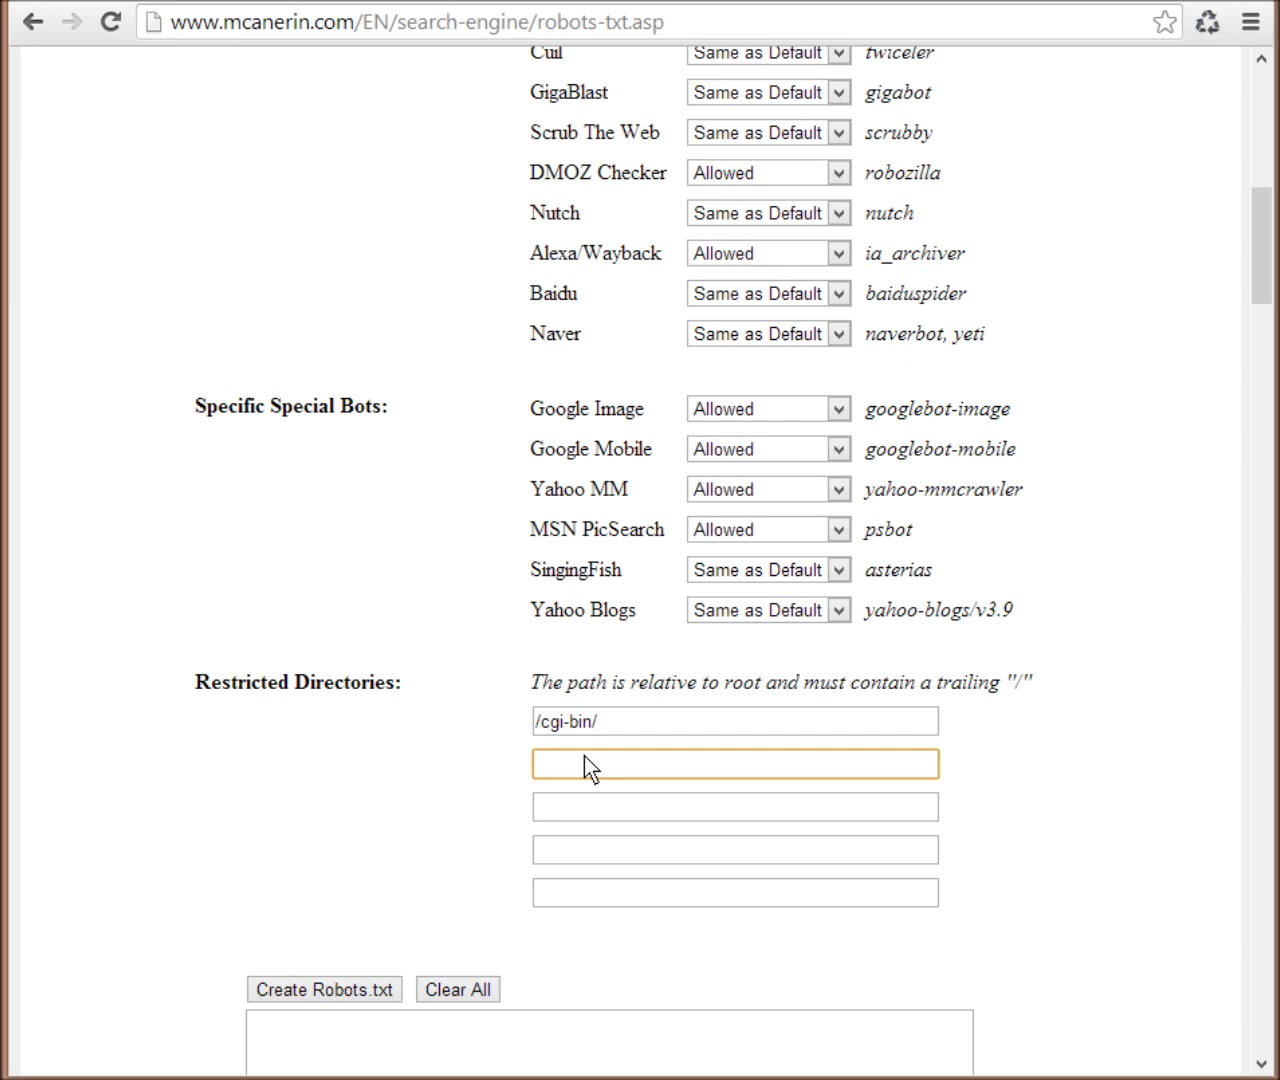 www.mcanerin.com/EN/search-engine/robots-txt.asp
Cuil Same as Default twiceler
GigaBlast Same as Default gigabot
Scrub The Web Same as Default scrubby
DMOZ Checker Allowed robozilla
Nutch Same as Default nutch
Alexa/Wayback Allowed ia_archiver
Baidu Same as Default baiduspider
Naver Same as Default naverbot, yeti
Specific Special Bots: Google Image Allowed googlebot-image
Google Mobile Allowed googlebot-mobile
Yahoo MM Allowed yahoo-mmcrawler
MSN PicSearch Allowed psbot
SingingFish Same as Default asterias
Yahoo Blogs Same as Default yahoo-blogs/v3.9
Restricted Directories: The path is relative to root and must contain a trailing "/"
/cgi-bin/
Create Robots.txt Clear All